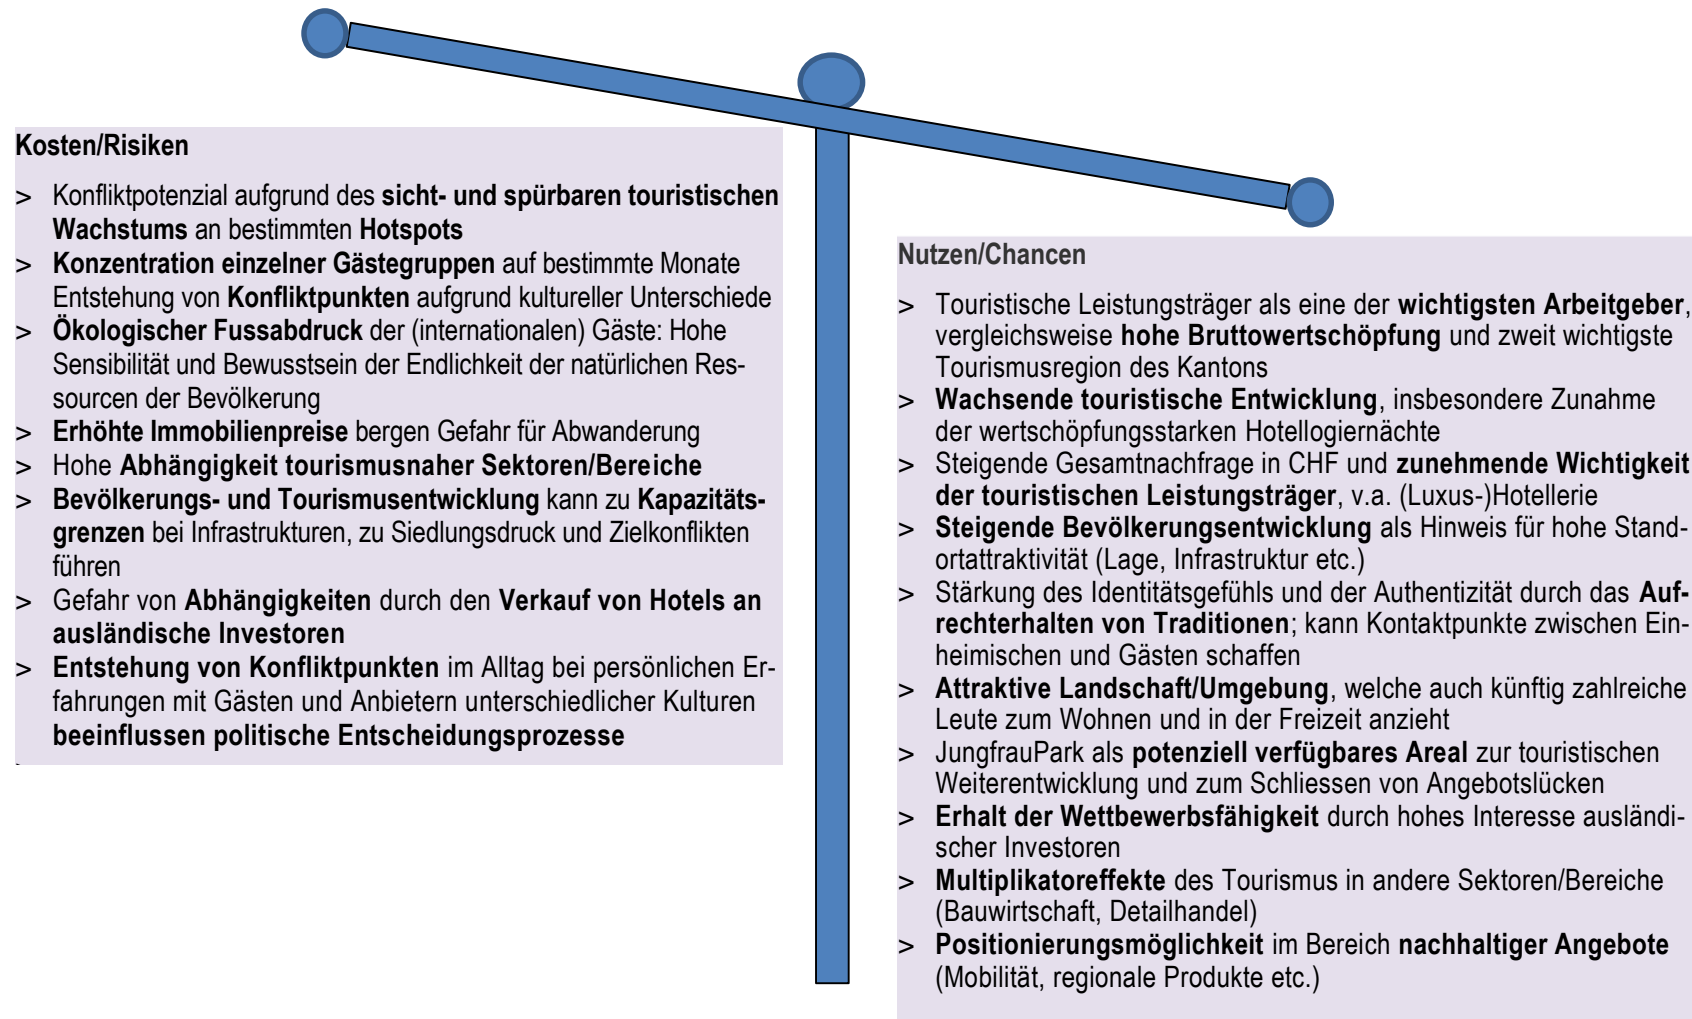 Kosten/Risiken
> Konfliktpotenzial aufgrund des sicht- und spürbaren touristischen
Wachstums an bestimmten Hotspots
> Konzentration einzelner Gästegruppen auf bestimmte Monate
Entstehung von Konfliktpunkten aufgrund kultureller Unterschiede
> Ökologischer Fussabdruck der (internationalen) Gäste: Hohe
Sensibilität und Bewusstsein der Endlichkeit der natürlichen Res-
sourcen der Bevölkerung
> Erhöhte Immobilienpreise bergen Gefahr für Abwanderung
> Hohe Abhängigkeit tourismusnaher Sektoren/Bereiche
> Bevölkerungs- und Tourismusentwicklung kann zu Kapazitäts-
grenzen bei Infrastrukturen, zu Siedlungsdruck und Zielkonflikten
führen
> Gefahr von Abhängigkeiten durch den Verkauf von Hotels an
ausländische Investoren
> Entstehung von Konfliktpunkten im Alltag bei persönlichen Er-
fahrungen mit Gästen und Anbietern unterschiedlicher Kulturen
beeinflussen politische Entscheidungsprozesse
Nutzen/Chancen
> Touristische Leistungsträger als eine der wichtigsten Arbeitgeber,
vergleichsweise hohe Bruttowertschöpfung und zweit wichtigste
Tourismusregion des Kantons
> Wachsende touristische Entwicklung, insbesondere Zunahme
der wertschöpfungsstarken Hotellogiernächte
> Steigende Gesamtnachfrage in CHF und zunehmende Wichtigkeit
der touristischen Leistungsträger, v.a. (Luxus-)Hotellerie
> Steigende Bevölkerungsentwicklung als Hinweis für hohe Stand-
ortattraktivität (Lage, Infrastruktur etc.)
> Stärkung des Identitätsgefühls und der Authentizität durch das Auf-
rechterhalten von Traditionen; kann Kontaktpunkte zwischen Ein-
heimischen und Gästen schaffen
> Attraktive Landschaft/Umgebung, welche auch künftig zahlreiche
Leute zum Wohnen und in der Freizeit anzieht
> JungfrauPark als potenziell verfügbares Areal zur touristischen
Weiterentwicklung und zum Schliessen von Angebotslücken
> Erhalt der Wettbewerbsfähigkeit durch hohes Interesse ausländi-
scher Investoren
> Multiplikatoreffekte des Tourismus in andere Sektoren/Bereiche
(Bauwirtschaft, Detailhandel)
> Positionierungsmöglichkeit im Bereich nachhaltiger Angebote
(Mobilität, regionale Produkte etc.)